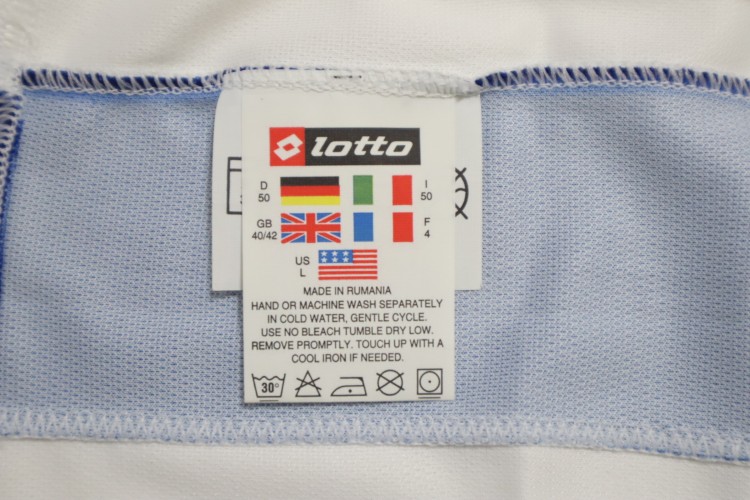 lotto
D 50 I 50
GB 40/42 F 4
US L
MADE IN RUMANIA
HAND OR MACHINE WASH SEPARATELY
IN COLD WATER, GENTLE CYCLE.
USE NO BLEACH TUMBLE DRY LOW.
REMOVE PROMPTLY. TOUCH UP WITH A
COOL IRON IF NEEDED.
30°